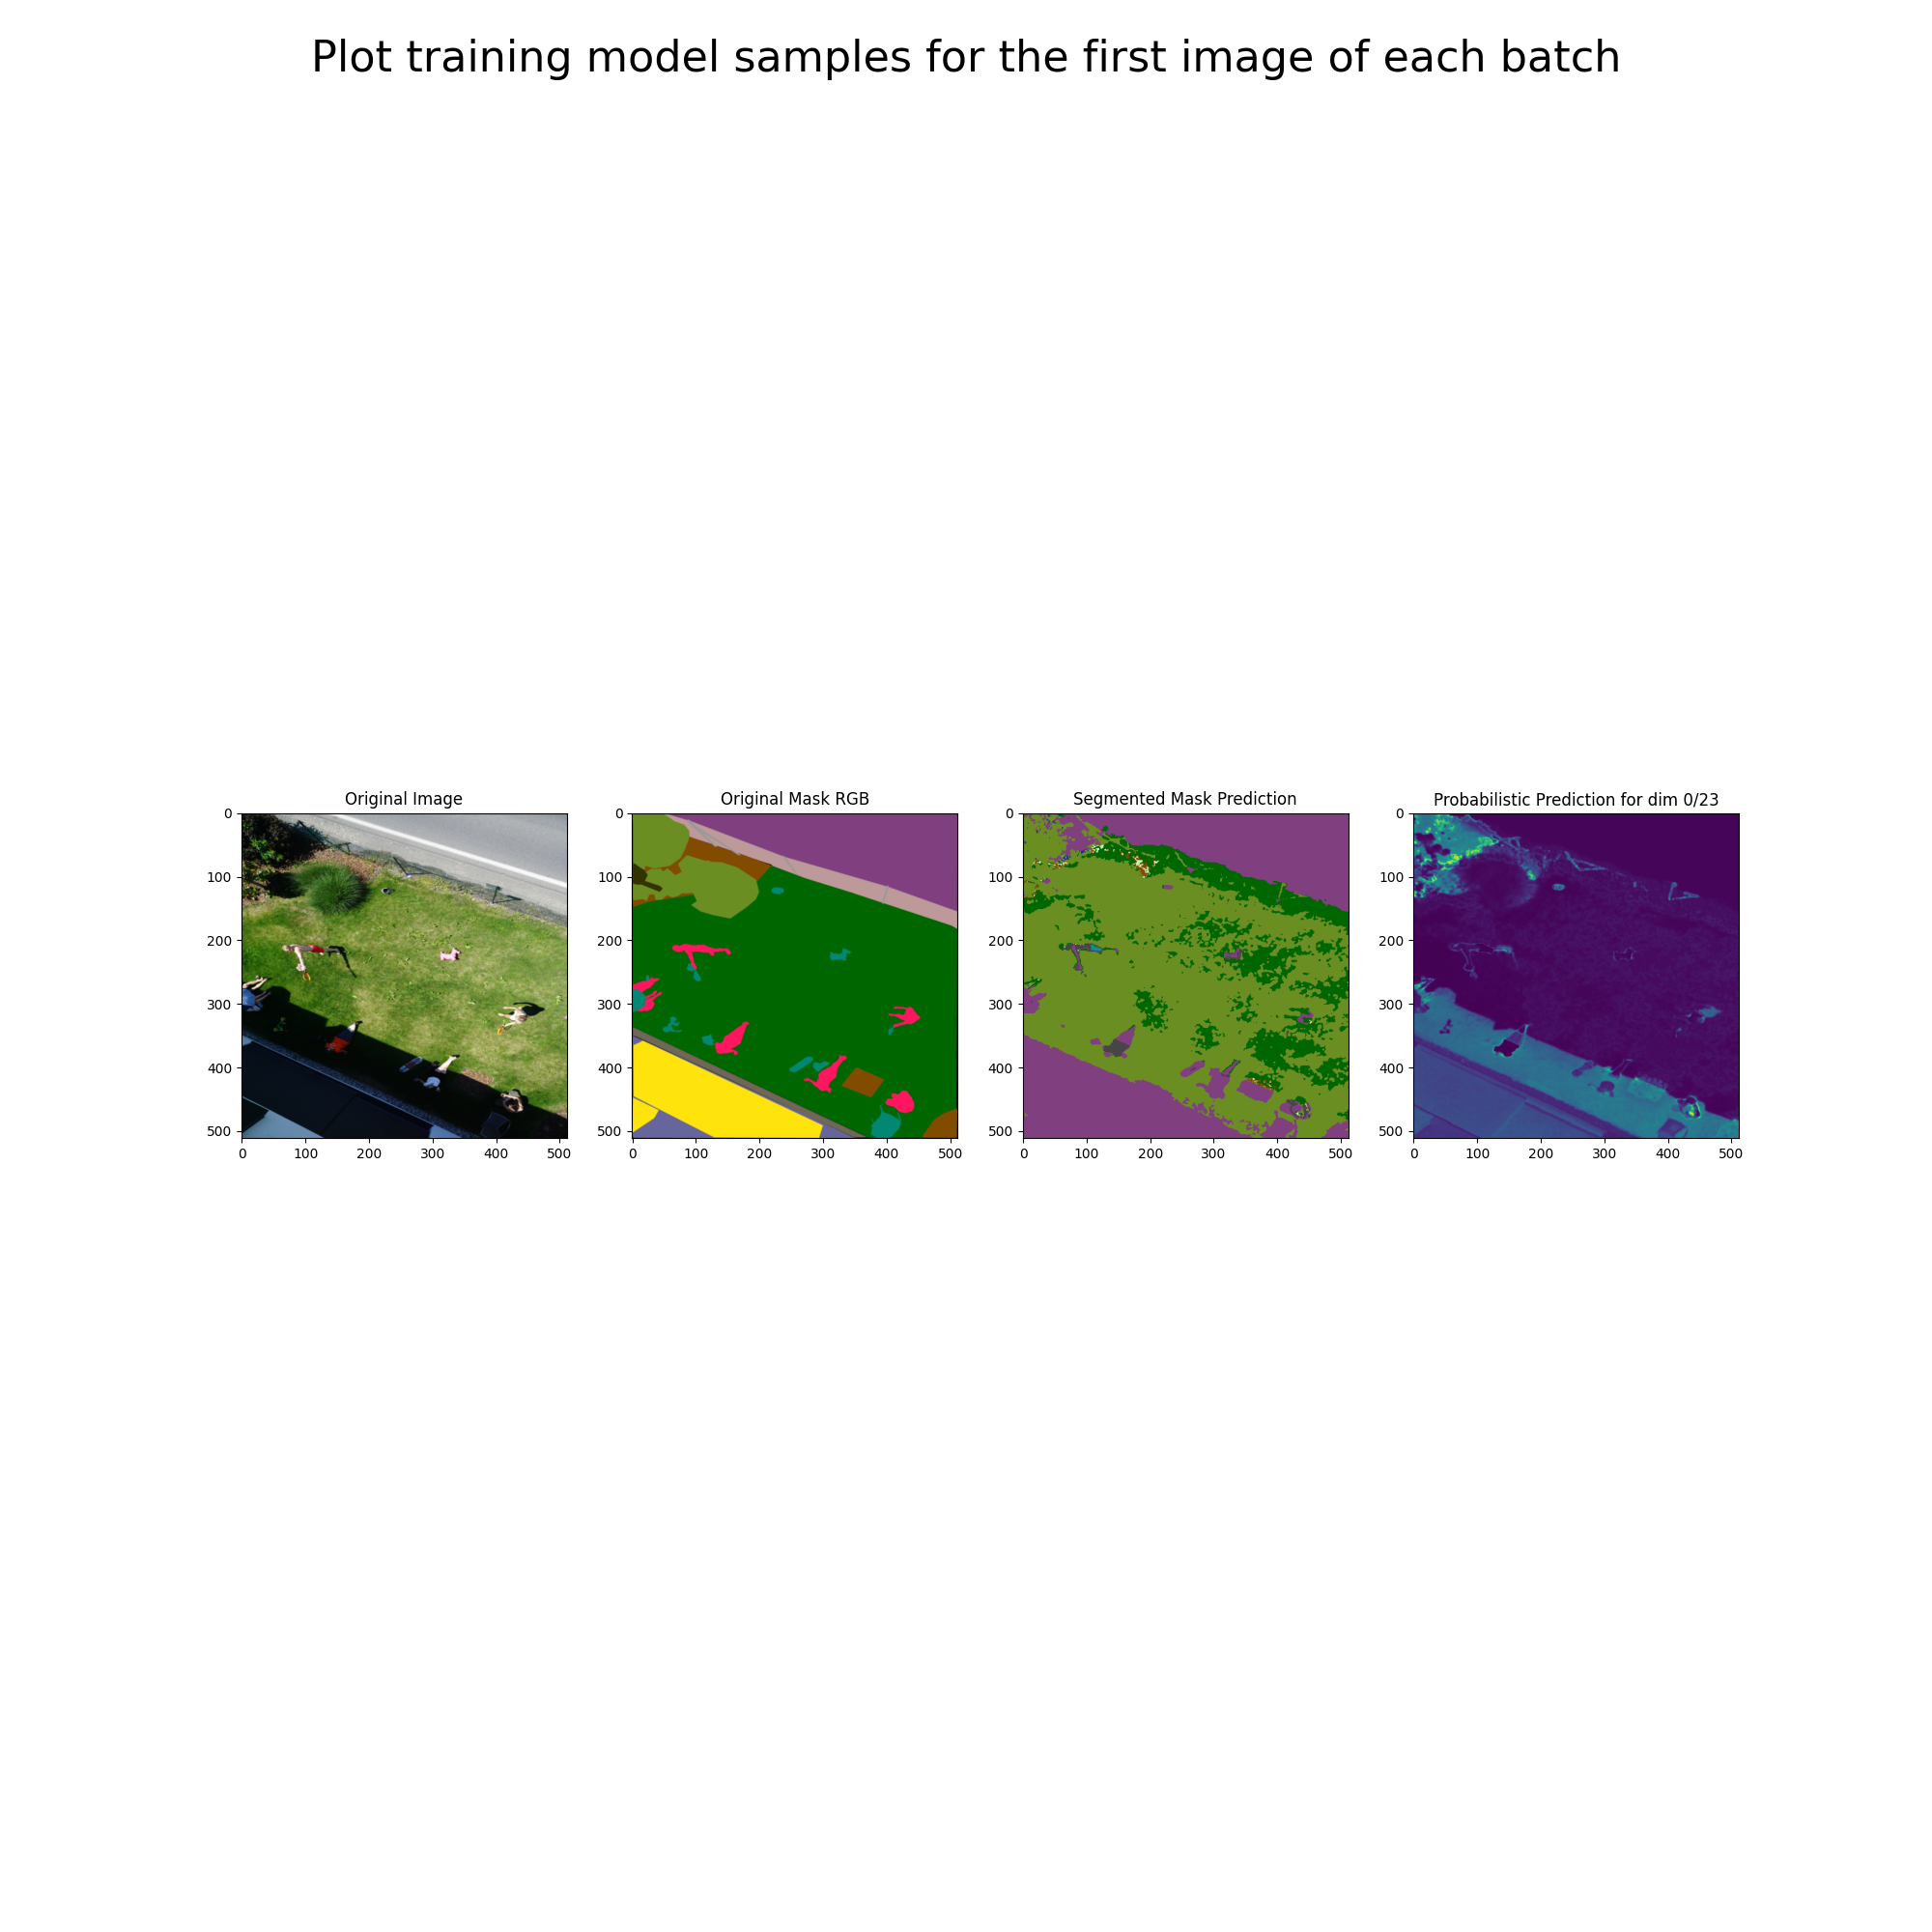 Plot training model samples for the first image of each batch
Original Image
Original Mask RGB
Segmented Mask Prediction
Probabilistic Prediction for dim 0/23
0
100
200
300
400
500
0 100 200 300 400 500
0
100
200
300
400
500
0 100 200 300 400 500
0
100
200
300
400
500
0 100 200 300 400 500
0
100
200
300
400
500
0 100 200 300 400 500